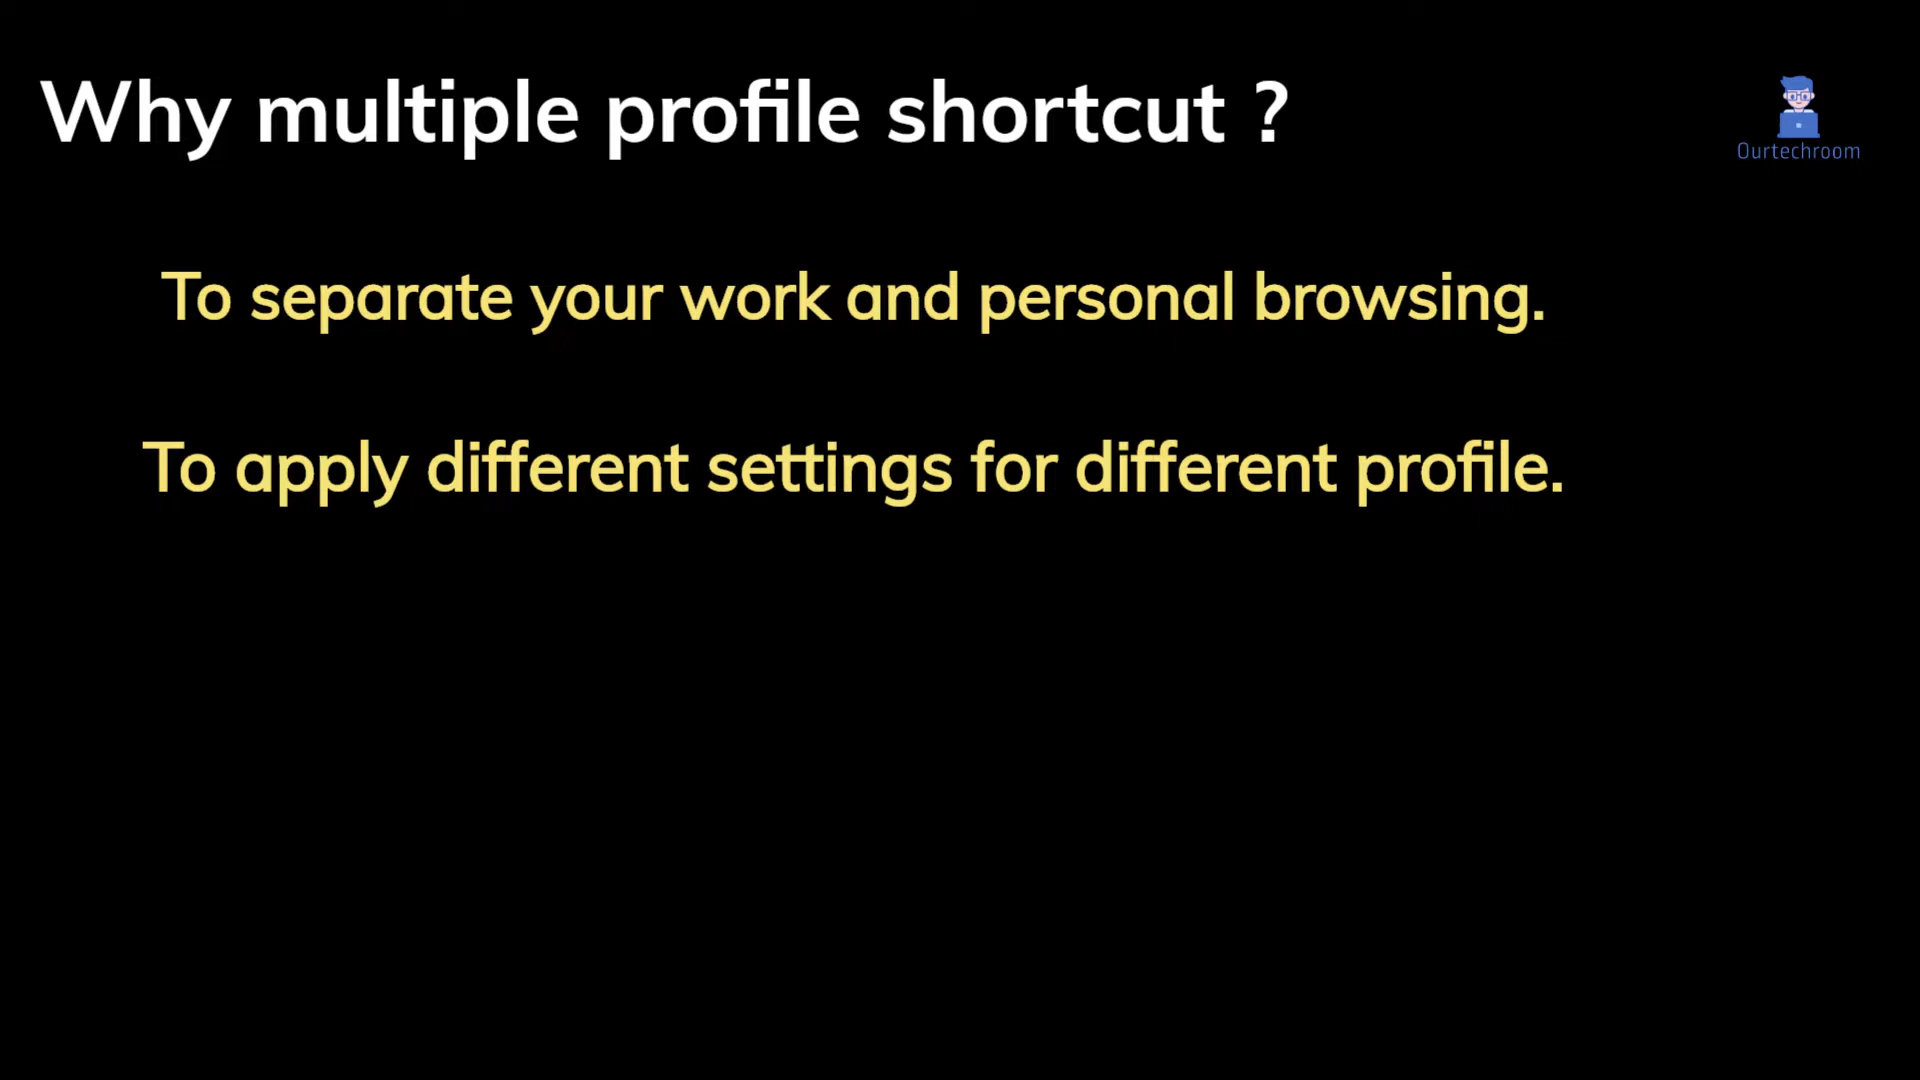 Why multiple profile shortcut ?
Ourtechroom
To separate your work and personal browsing.
To apply different settings for different profile.